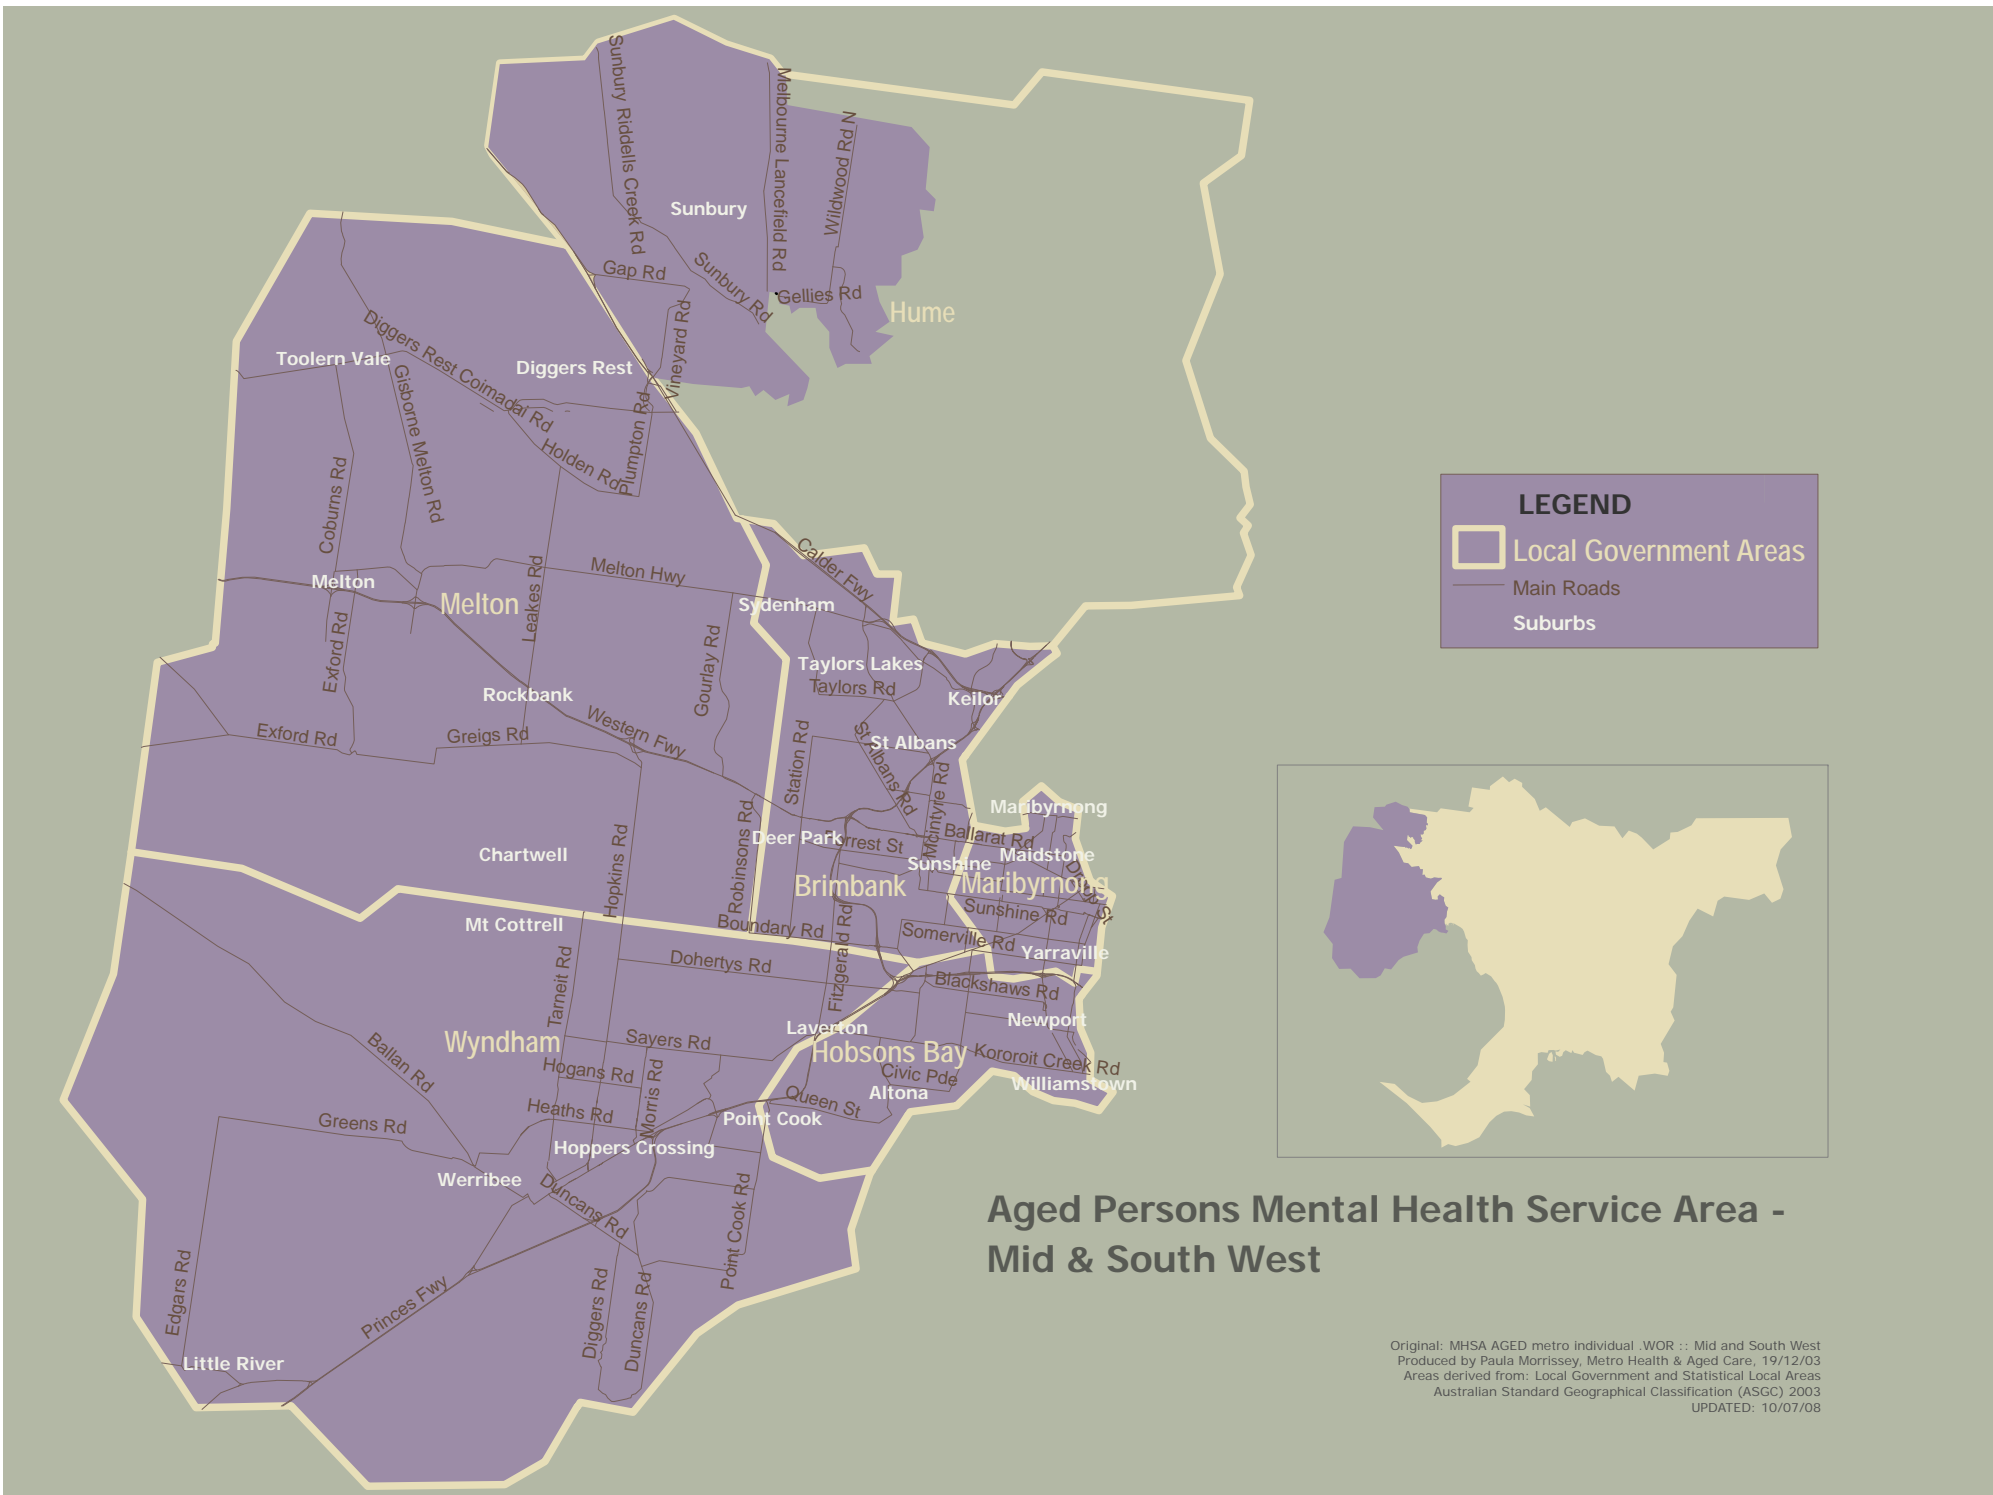 Sunbury Riddells Creek Rd
Melbourne Lancefield Rd
Wildwood Rd N
Sunbury
Gap Rd
Sunbury Rd
Gellies Rd
Vineyard Rd
Hume
Diggers Rest Coimadai Rd
Toolern Vale
Diggers Rest
Gisborne Melton Rd
Plumpton Rd
Holden Rd
Coburns Rd
LEGEND
Local Government Areas
Main Roads
Suburbs
Calder Fwy
Melton Hwy
Leakes Rd
Melton
Melton
Sydenham
Exford Rd
Gourlay Rd
Taylors Lakes
Taylors Rd
Keilor
Rockbank
Western Fwy
Exford Rd
Greigs Rd
Station Rd
St Albans
St Albans Rd
McIntyre Rd
Maribyrnong
Robinsons Rd
Deer Park
Forrest St
Ballarat Rd
Hopkins Rd
Chartwell
Sunshine
Maidstone
Brimbank
Maribyrnong
Droop St
Sunshine Rd
Mt Cottrell
Boundary Rd
Fitzgerald Rd
Somerville Rd
Yarraville
Dohertys Rd
Tarneit Rd
Blackshaws Rd
Newport
Laverton
Wyndham
Sayers Rd
Hobsons Bay
Kororoit Creek Rd
Ballan Rd
Hogans Rd
Morris Rd
Civic Pde
Williamstown
Altona
Queen St
Heaths Rd
Point Cook
Greens Rd
Hoppers Crossing
Werribee
Duncans Rd
Point Cook Rd
Edgars Rd
Princes Fwy
Diggers Rd
Duncans Rd
Little River
Aged Persons Mental Health Service Area -
Mid & South West
Original: MHSA AGED metro individual .WOR :: Mid and South West
Produced by Paula Morrissey, Metro Health & Aged Care, 19/12/03
Areas derived from: Local Government and Statistical Local Areas
Australian Standard Geographical Classification (ASGC) 2003
UPDATED: 10/07/08